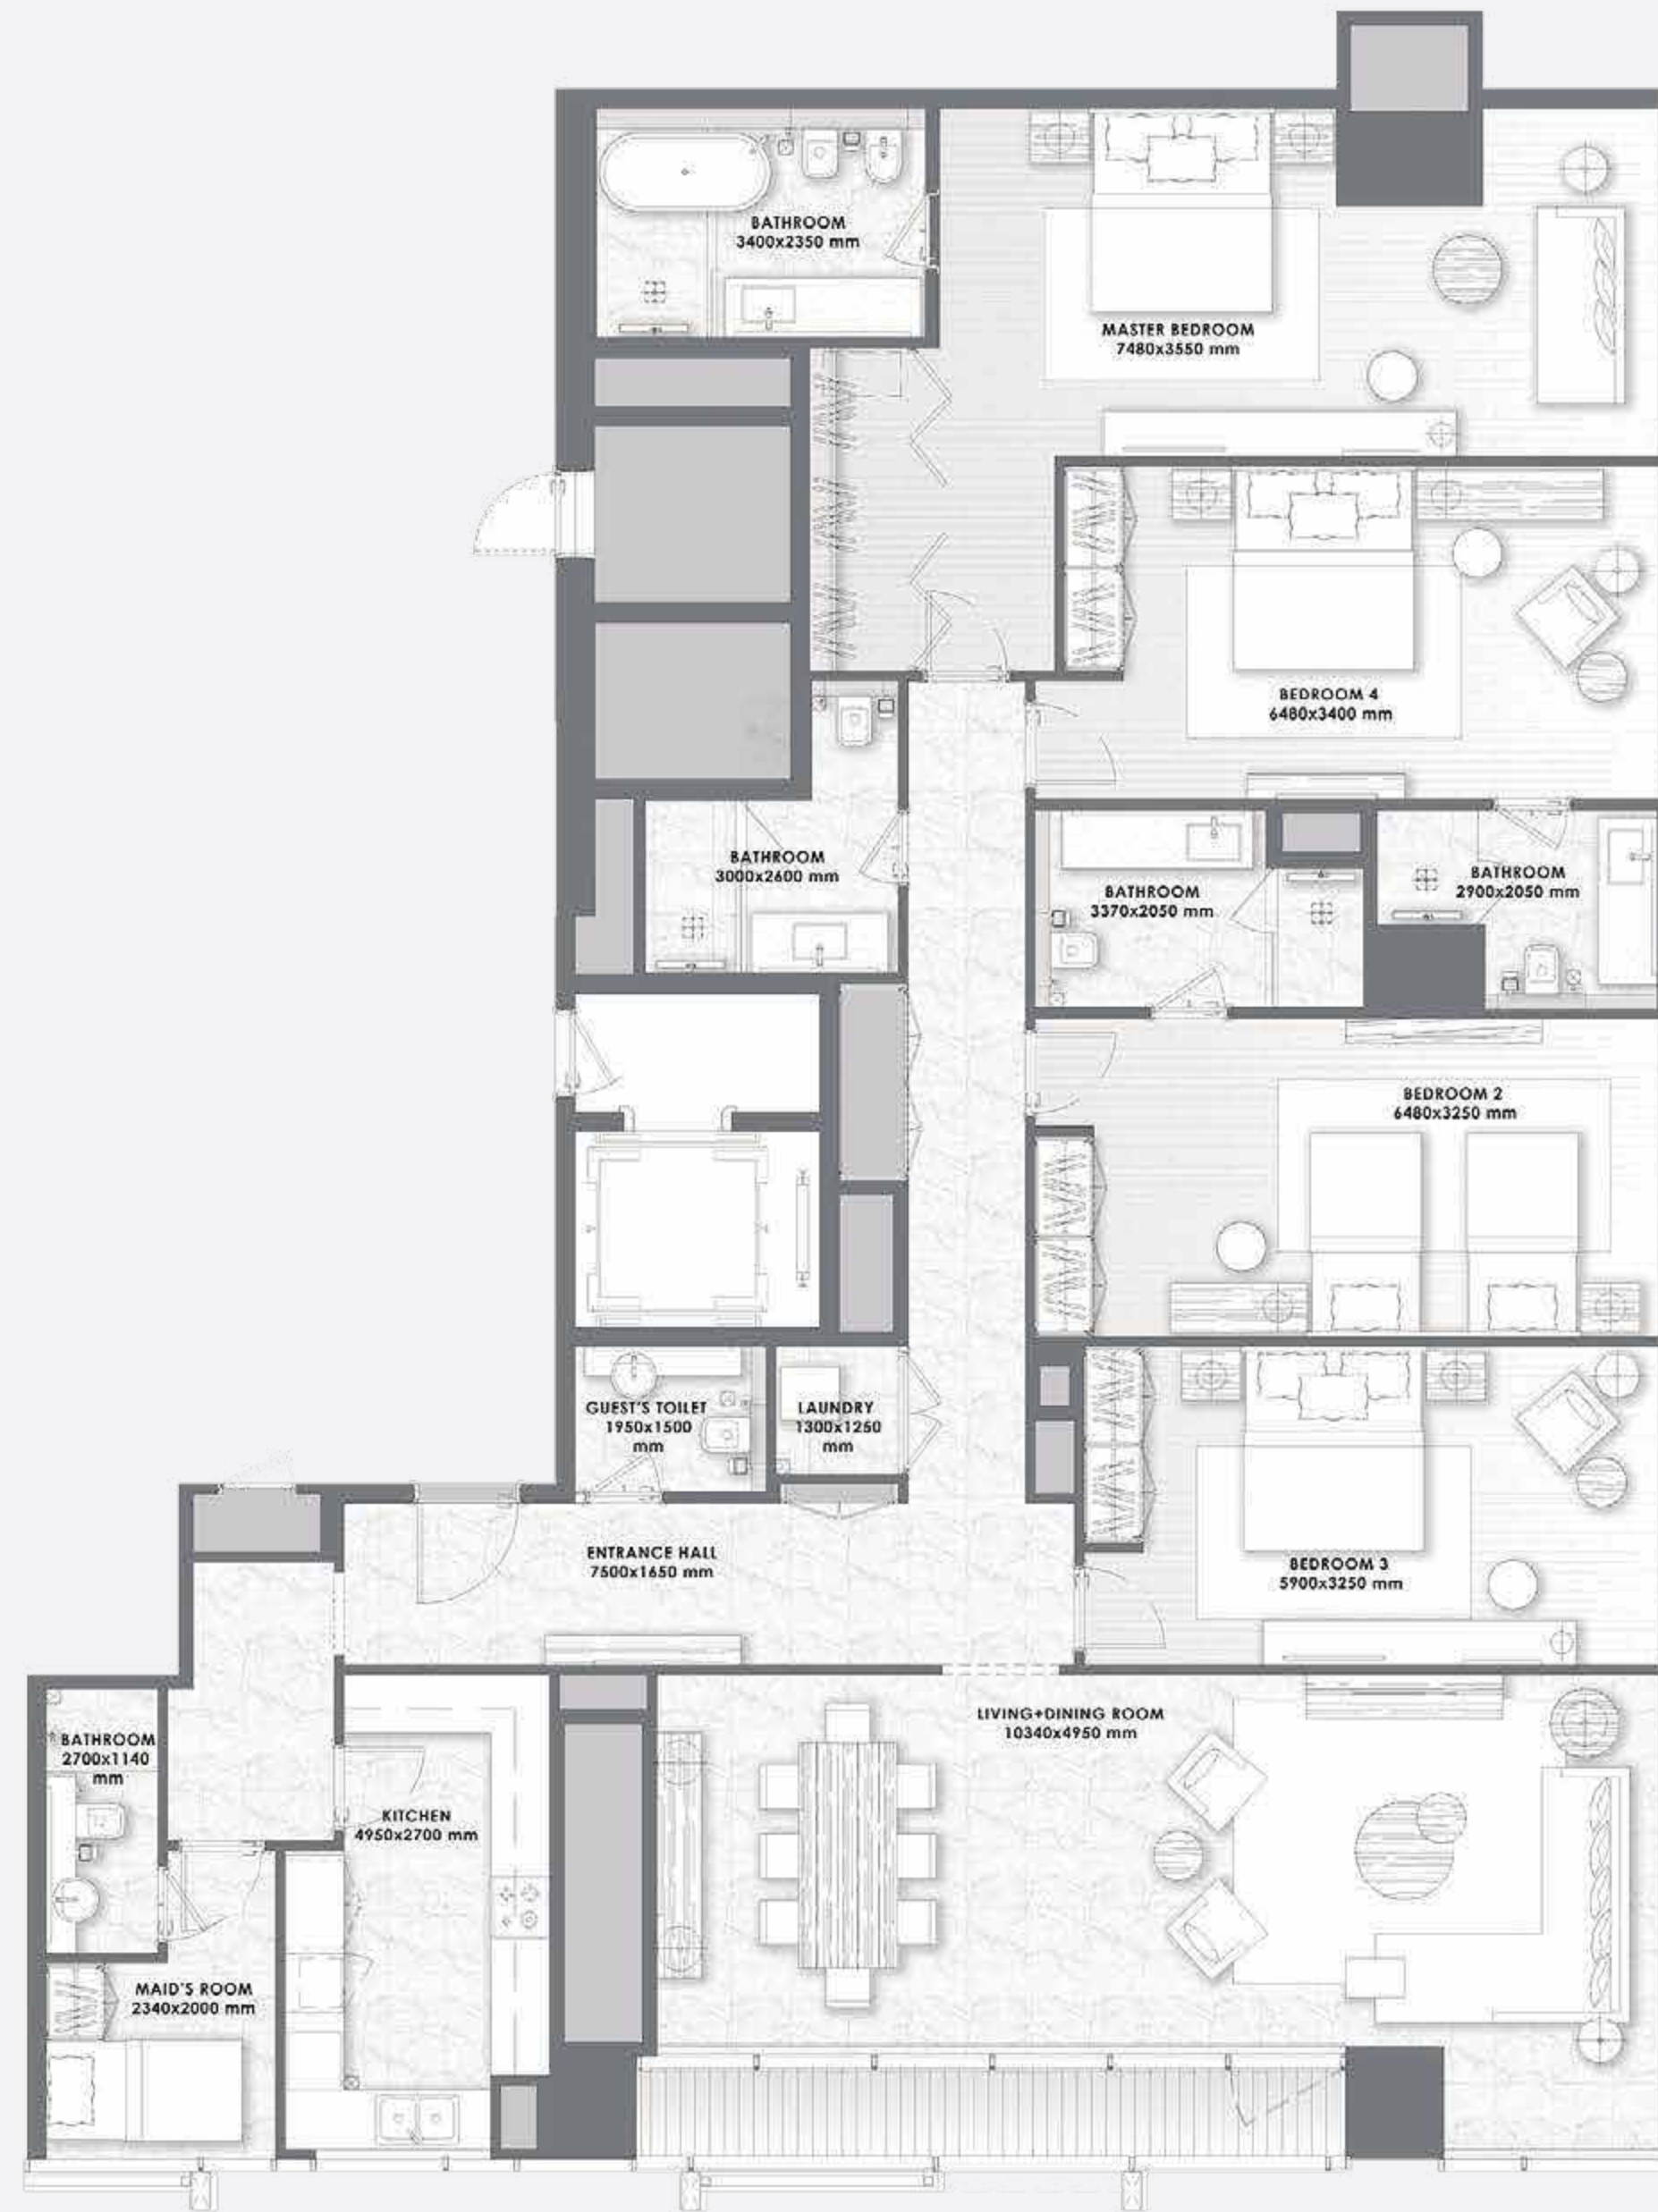 BATHROOM
3400x2350 mm
MASTER BEDROOM
7480x3550 mm
BEDROOM 4
6480x3400 mm
BATHROOM
3000x2600 mm
BATHROOM
3370x2050 mm
BATHROOM
2900x2050 mm
BEDROOM 2
6480x3250 mm
GUEST'S TOILET
1950x1500
mm
LAUNDRY
1300x1250
mm
ENTRANCE HALL
7500x1650 mm
BEDROOM 3
5900x3250 mm
LIVING+DINING ROOM
10340x4950 mm
BATHROOM
2700x1140
mm
KITCHEN
4950x2700 mm
MAID'S ROOM
2340x2000 mm